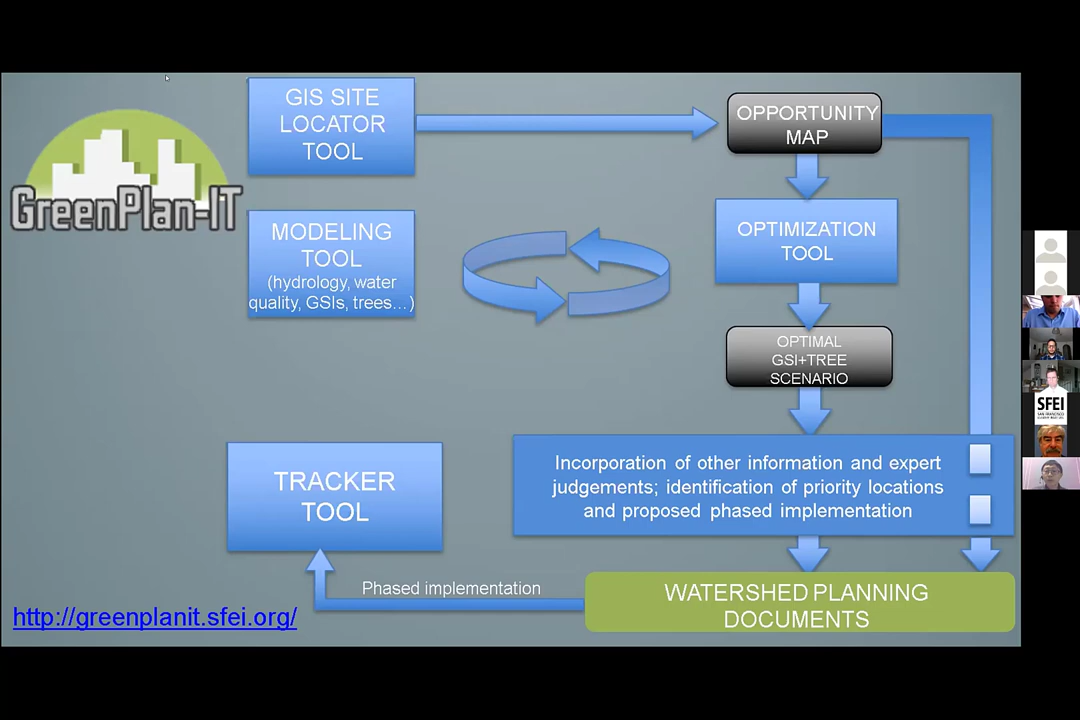 GIS SITE
LOCATOR
TOOL
OPPORTUNITY
MAP
GreenPlan-IT
MODELING
TOOL
(hydrology, water
quality, GSIs, trees…)
OPTIMIZATION
TOOL
OPTIMAL
GSI+TREE
SCENARIO
Incorporation of other information and expert
judgements; identification of priority locations
and proposed phased implementation
TRACKER
TOOL
Phased implementation
WATERSHED PLANNING
DOCUMENTS
http://greenplanit.sfei.org/
SFEI